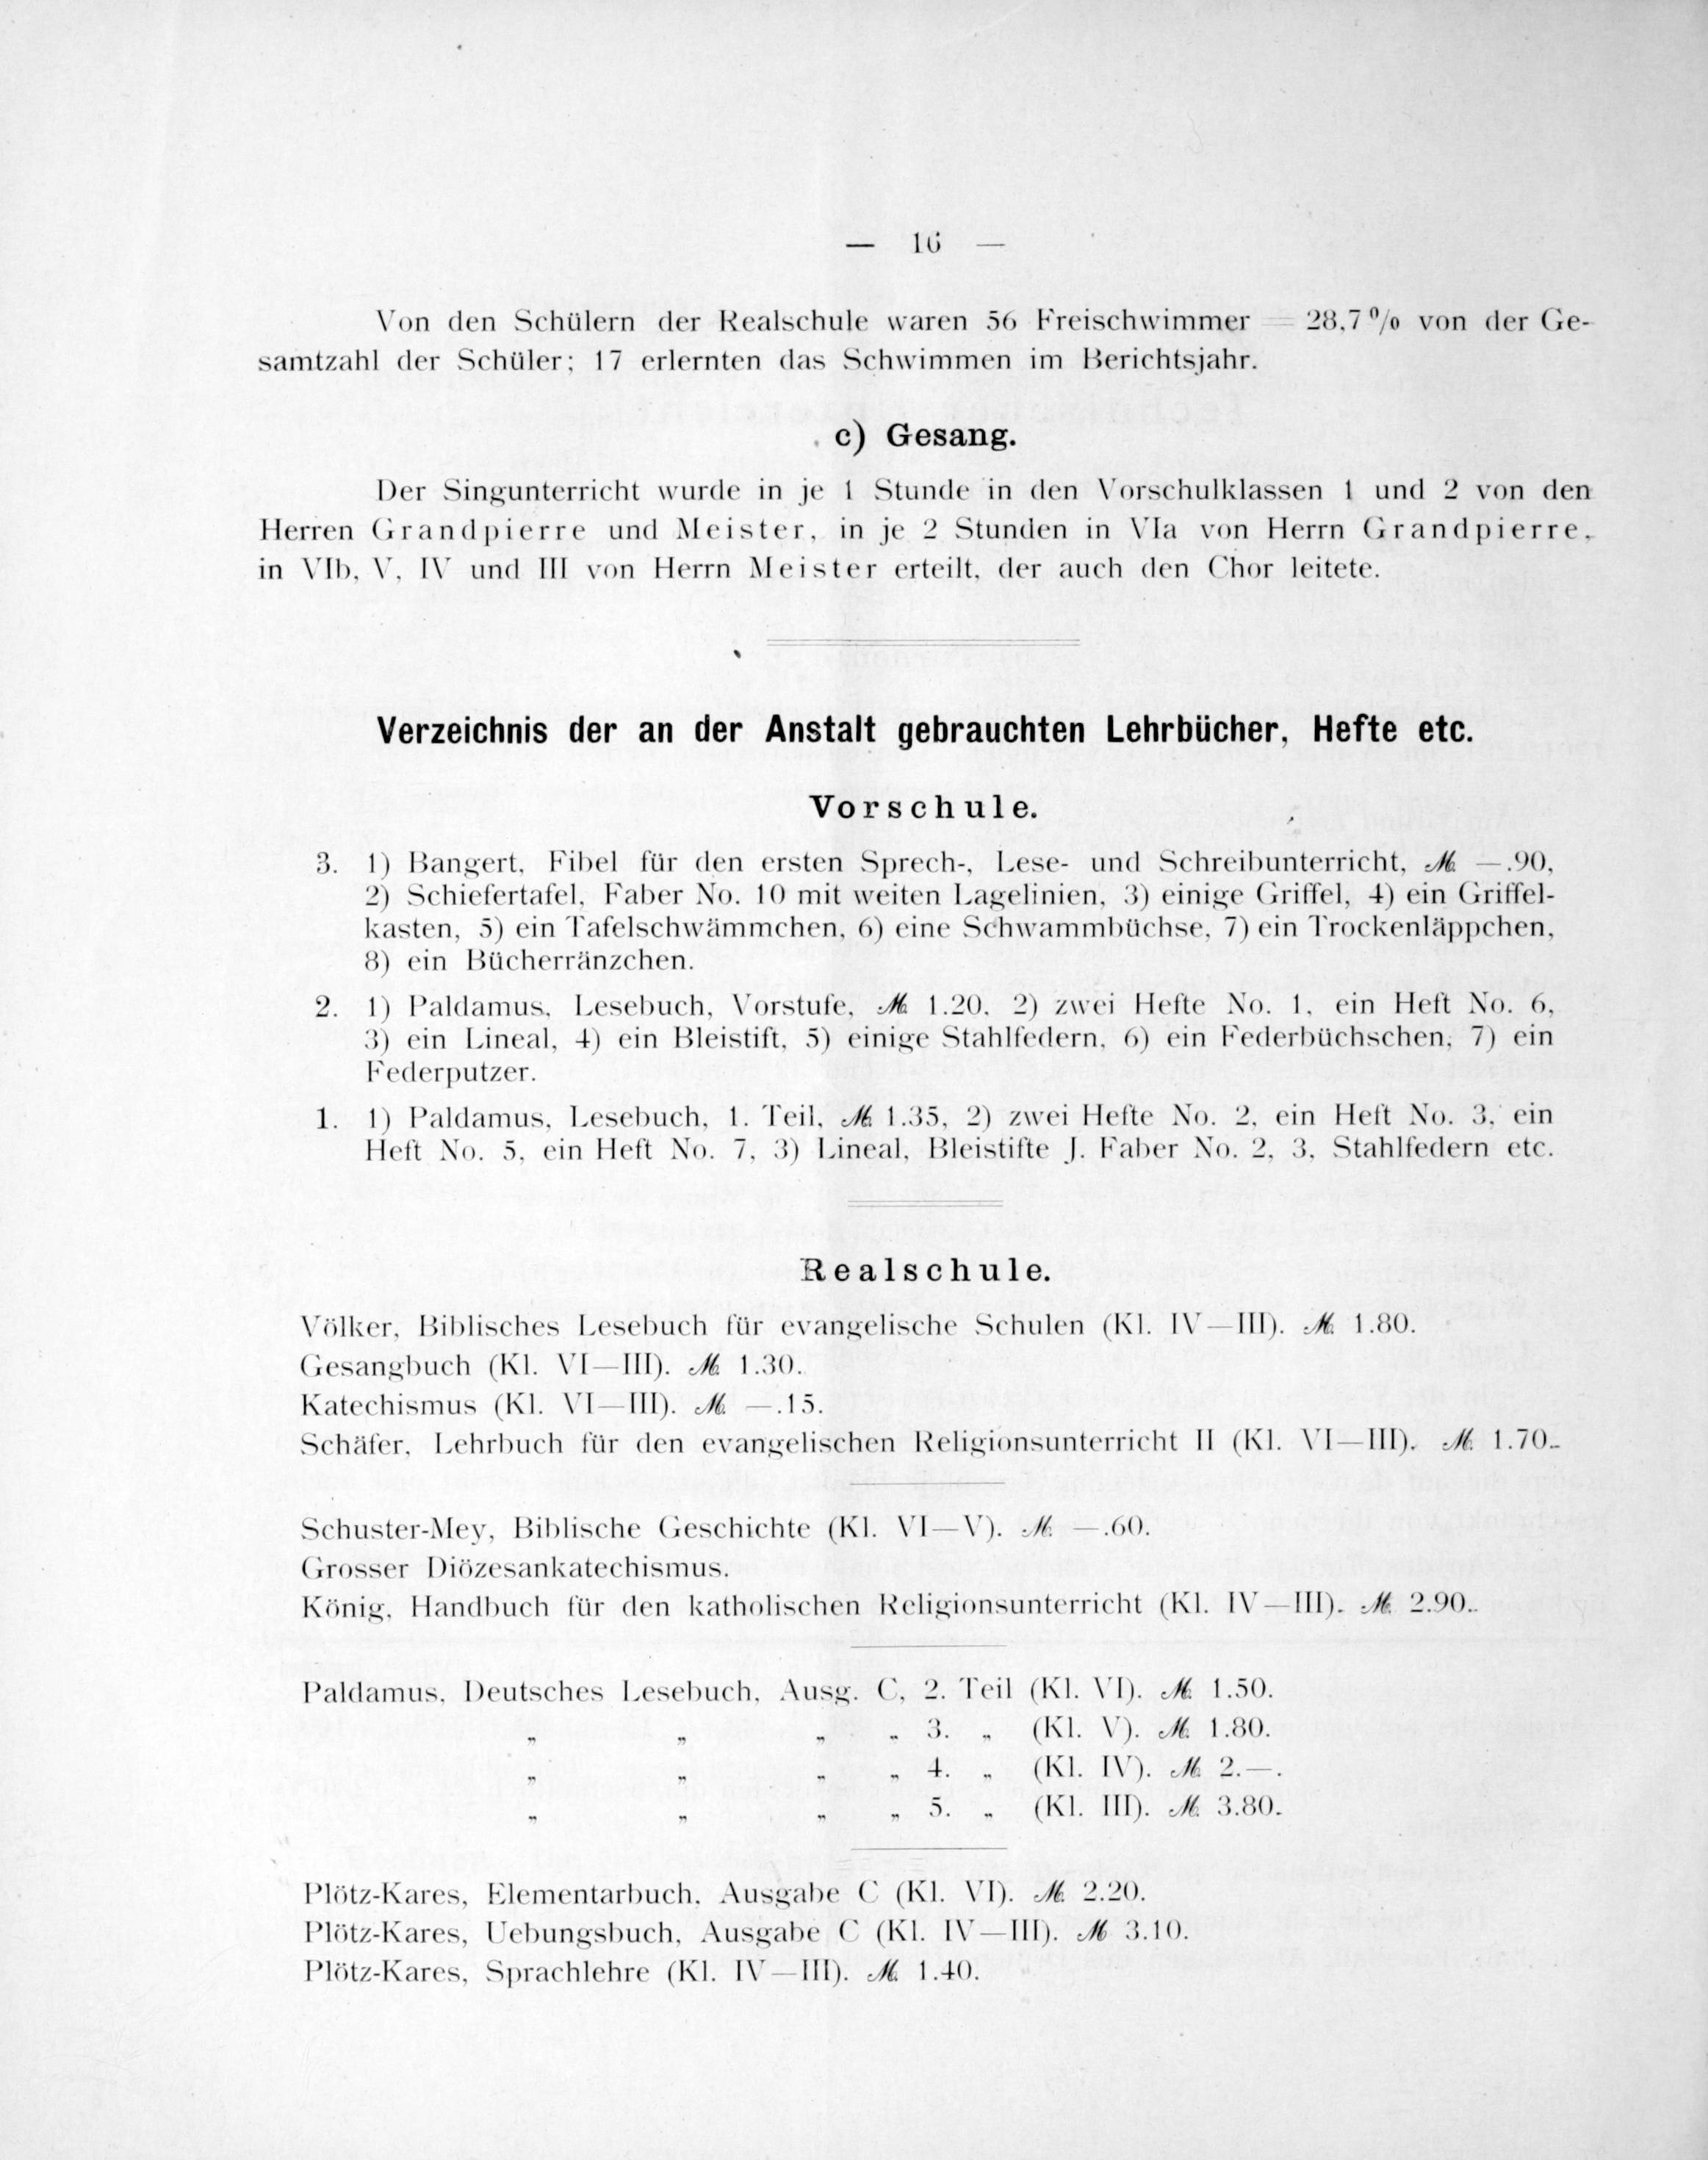 — 16 —
Von den Schülern der Realschule waren 56 Freischwimmer = 28,7 % von der Ge-
samtzahl der Schüler; 17 erlernten das Schwimmen im Berichtsjahr.
c) Gesang.
Der Singunterricht wurde in je 1 Stunde in den Vorschulklassen 1 und 2 von den
Herren Grandpierre und Meister, in je 2 Stunden in VIa von Herrn Grandpierre,
in VIb, V, IV und III von Herrn Meister erteilt, der auch den Chor leitete.
Verzeichnis der an der Anstalt gebrauchten Lehrbücher, Hefte etc.
Vorschule.
3. 1) Bangert, Fibel für den ersten Sprech-, Lese- und Schreibunterricht, ℳ —.90,
2) Schiefertafel, Faber No. 10 mit weiten Lagelinien, 3) einige Griffel, 4) ein Griffel-
kasten, 5) ein Tafelschwämmchen, 6) eine Schwammbüchse, 7) ein Trockenläppchen,
8) ein Bücherränzchen.
2. 1) Paldamus, Lesebuch, Vorstufe, ℳ 1.20, 2) zwei Hefte No. 1, ein Heft No. 6,
3) ein Lineal, 4) ein Bleistift, 5) einige Stahlfedern, 6) ein Federbüchschen, 7) ein
Federputzer.
1. 1) Paldamus, Lesebuch, 1. Teil, ℳ 1.35, 2) zwei Hefte No. 2, ein Heft No. 3, ein
Heft No. 5, ein Heft No. 7, 3) Lineal, Bleistifte J. Faber No. 2, 3, Stahlfedern etc.
Realschule.
Völker, Biblisches Lesebuch für evangelische Schulen (Kl. IV—III). ℳ 1.80.
Gesangbuch (Kl. VI—III). ℳ 1.30.
Katechismus (Kl. VI—III). ℳ —.15.
Schäfer, Lehrbuch für den evangelischen Religionsunterricht II (Kl. VI—III). ℳ 1.70.
Schuster-Mey, Biblische Geschichte (Kl. VI—V). ℳ —.60.
Grosser Diözesankatechismus.
König, Handbuch für den katholischen Religionsunterricht (Kl. IV—III). ℳ 2.90.
Paldamus, Deutsches Lesebuch, Ausg. C, 2. Teil (Kl. VI). ℳ 1.50.
„ „ „ „ 3. „ (Kl. V). ℳ 1.80.
„ „ „ „ 4. „ (Kl. IV). ℳ 2.—.
„ „ „ „ 5. „ (Kl. III). ℳ 3.80.
Plötz-Kares, Elementarbuch, Ausgabe C (Kl. VI). ℳ 2.20.
Plötz-Kares, Uebungsbuch, Ausgabe C (Kl. IV—III). ℳ 3.10.
Plötz-Kares, Sprachlehre (Kl. IV—III). ℳ 1.40.